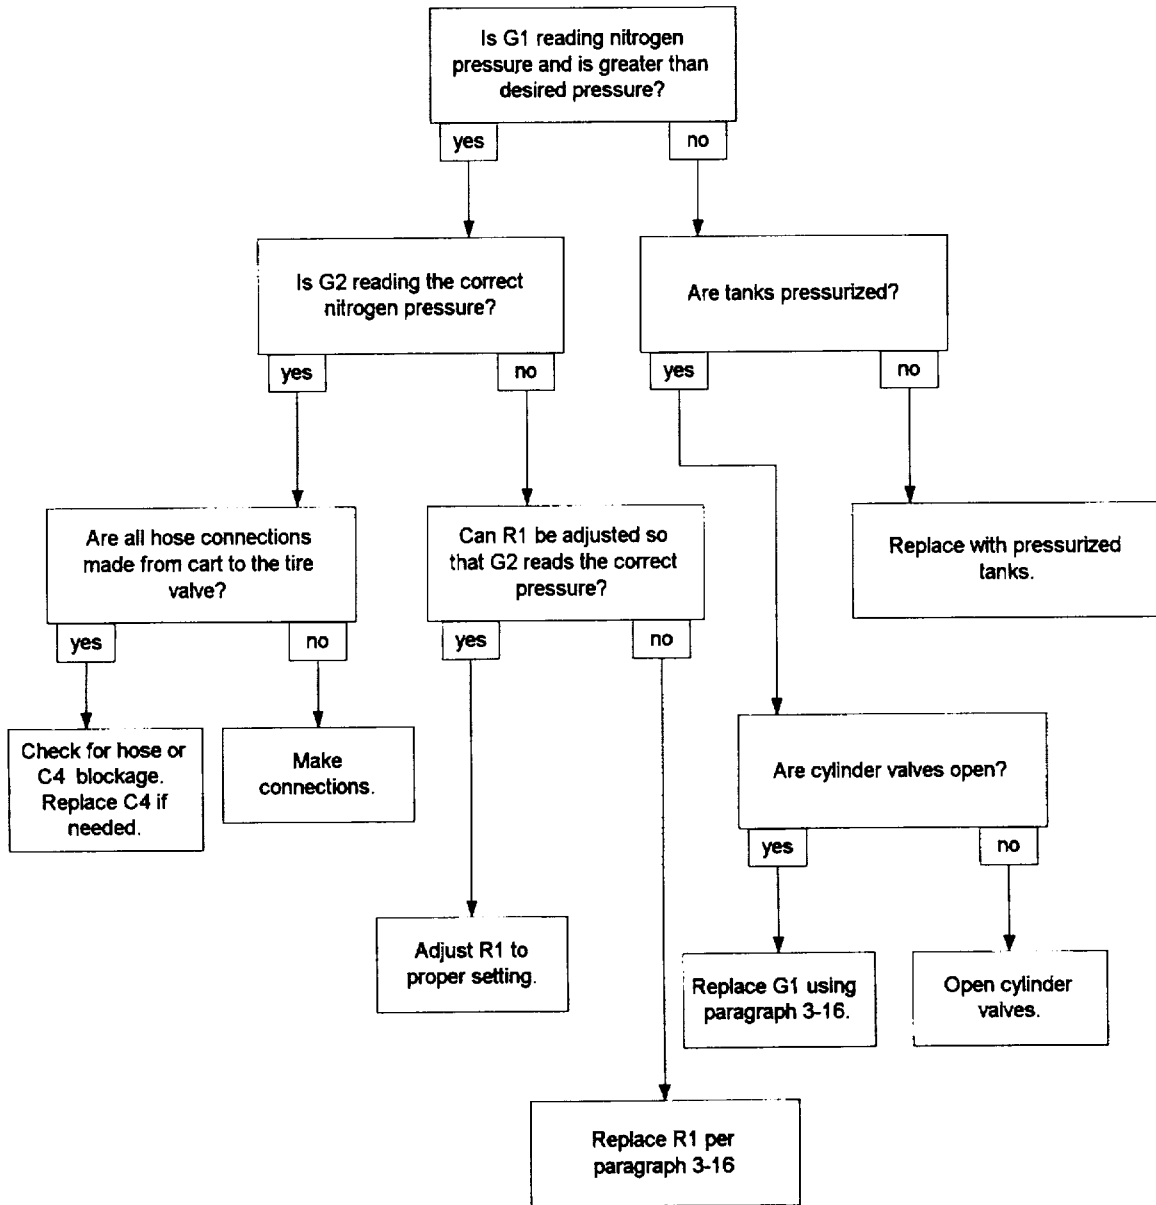 Is G1 reading nitrogen
pressure and is greater than
desired pressure?
yes
no
Is G2 reading the correct
nitrogen pressure?
Are tanks pressurized?
yes
no
yes
no
Are all hose connections
made from cart to the tire
valve?
Can R1 be adjusted so
that G2 reads the correct
pressure?
Replace with pressurized
tanks.
yes
no
yes
no
Check for hose or
C4 blockage.
Replace C4 if
needed.
Make
connections.
Are cylinder valves open?
yes
no
Adjust R1 to
proper setting.
Replace G1 using
paragraph 3-16.
Open cylinder
valves.
Replace R1 per
paragraph 3-16